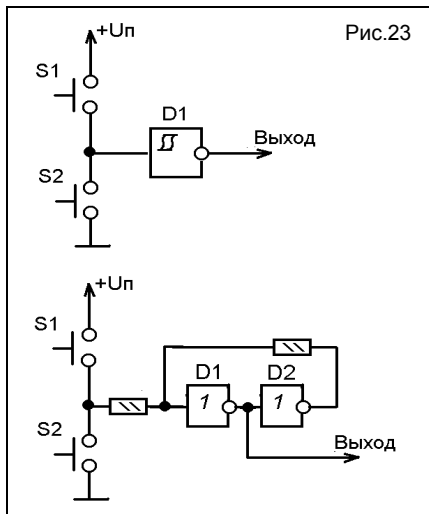 +Uп
Рис.23
S1
D1
Выход
S2
+Uп
S1
D1
D2
1
1
S2
Выход